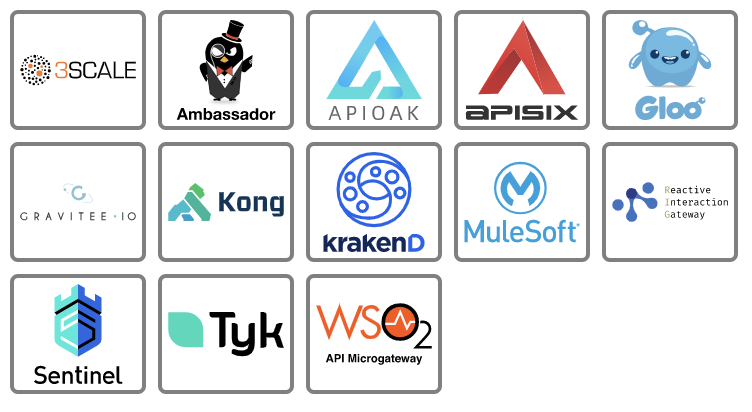 3SCALE
Ambassador
APIOAK
APISIX
Gloo
GRAVITEE.IO
Kong
KrakenD
MuleSoft
Reactive
Interaction
Gateway
Sentinel
Tyk
WSO2
API Microgateway